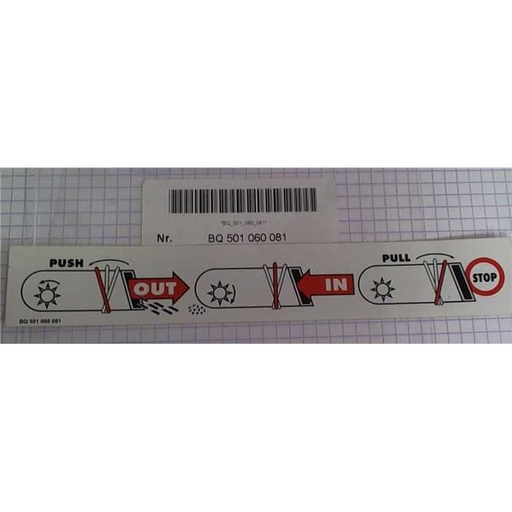 *BQ_501_060_081*
Nr. BQ 501 060 081
PUSH
OUT
IN
PULL
STOP
BQ 501 060 081